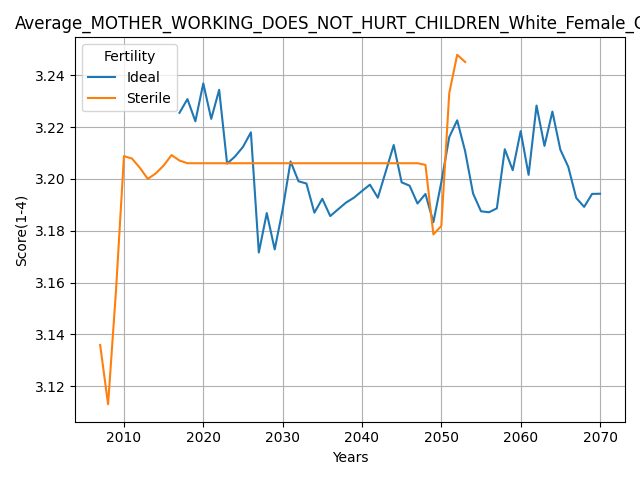 Average_MOTHER_WORKING_DOES_NOT_HURT_CHILDREN_White_Female_
Fertility
Ideal
Sterile
3.24
3.22
3.20
3.18
3.16
3.14
3.12
Score(1-4)
2010 2020 2030 2040 2050 2060 2070
Years